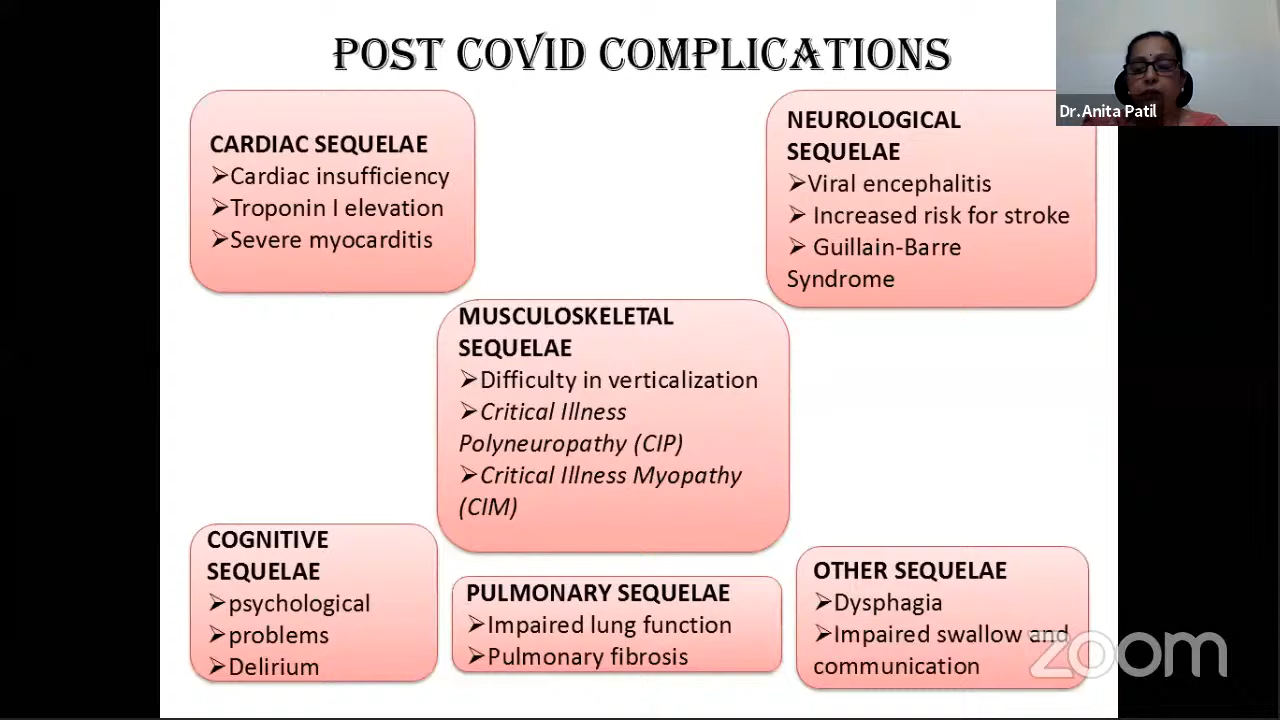 POST COVID COMPLICATIONS
Dr.Anita Patil
CARDIAC SEQUELAE
➢Cardiac insufficiency
➢Troponin I elevation
➢Severe myocarditis
NEUROLOGICAL
SEQUELAE
➢Viral encephalitis
➢ Increased risk for stroke
➢ Guillain-Barre
Syndrome
MUSCULOSKELETAL
SEQUELAE
➢Difficulty in verticalization
➢Critical Illness
Polyneuropathy (CIP)
➢Critical Illness Myopathy
(CIM)
COGNITIVE
SEQUELAE
➢psychological
➢problems
➢Delirium
PULMONARY SEQUELAE
➢Impaired lung function
➢Pulmonary fibrosis
OTHER SEQUELAE
➢Dysphagia
➢Impaired swallow and
communication
zoom